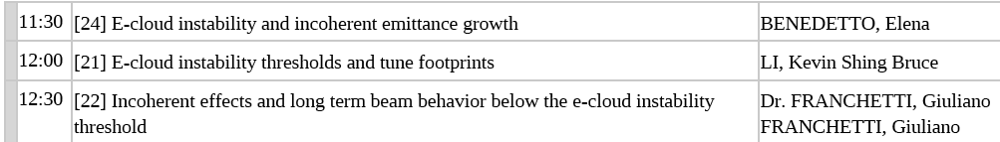 11:30 [24] E-cloud instability and incoherent emittance growth BENEDETTO, Elena
12:00 [21] E-cloud instability thresholds and tune footprints LI, Kevin Shing Bruce
12:30 [22] Incoherent effects and long term beam behavior below the e-cloud instability Dr. FRANCHETTI, Giuliano
threshold FRANCHETTI, Giuliano